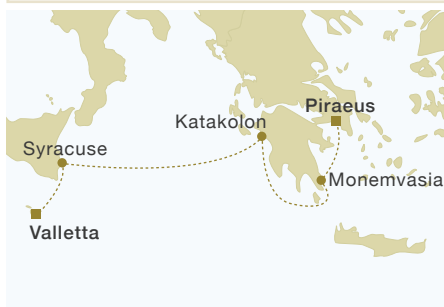 Piraeus
Katakolon
Syracuse
Monemvasia
Valletta